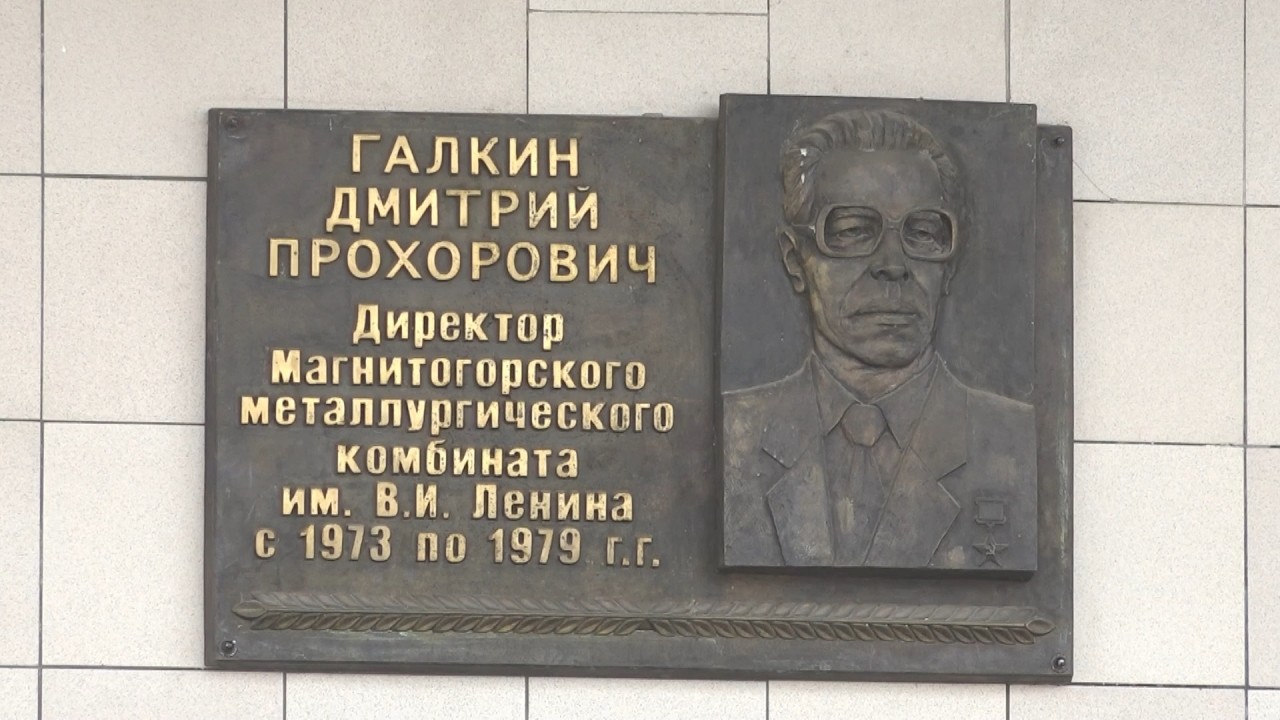 ГАЛКИН
ДМИТРИЙ
ПРОХОРОВИЧ
Директор
Магнитогорского
металлургического
комбината
им. В.И. Ленина
с 1973 по 1979 г.г.